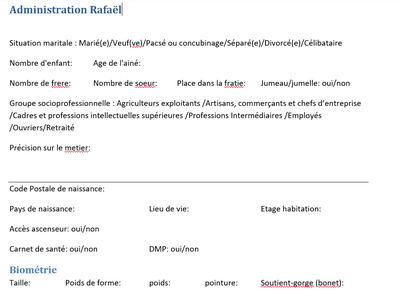 Administration Rafaël
Situation maritale : Marié(e)/Veuf(ve)/Pacsé ou concubinage/Séparé(e)/Divorcé(e)/Célibataire
Nombre d'enfant: Age de l'ainé:
Nombre de frere: Nombre de soeur: Place dans la fratie: Jumeau/jumelle: oui/non
Groupe socioprofessionnelle : Agriculteurs exploitants /Artisans, commerçants et chefs d'entreprise
/Cadres et professions intellectuelles supérieures /Professions Intermédiaires /Employés
/Ouvriers/Retraité
Précision sur le metier:
Code Postale de naissance:
Pays de naissance: Lieu de vie: Etage habitation:
Accès ascenseur: oui/non
Carnet de santé: oui/non DMP: oui/non
Biométrie
Taille: Poids de forme: poids: pointure: Soutient-gorge (bonet):